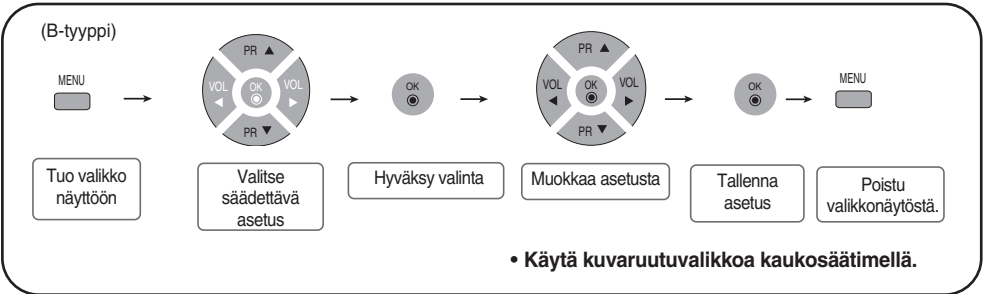 (B-tyyppi)
MENU
PR ▲
VOL ◄ OK ◉ VOL ►
PR ▼
OK ◉
PR ▲
VOL ◄ OK ◉ VOL ►
PR ▼
OK ◉
MENU
Tuo valikko
näyttöön
Valitse
säädettävä
asetus
Hyväksy valinta
Muokkaa asetusta
Tallenna
asetus
Poistu
valikkonäytöstä.
• Käytä kuvaruutuvalikkoa kaukosäätimellä.